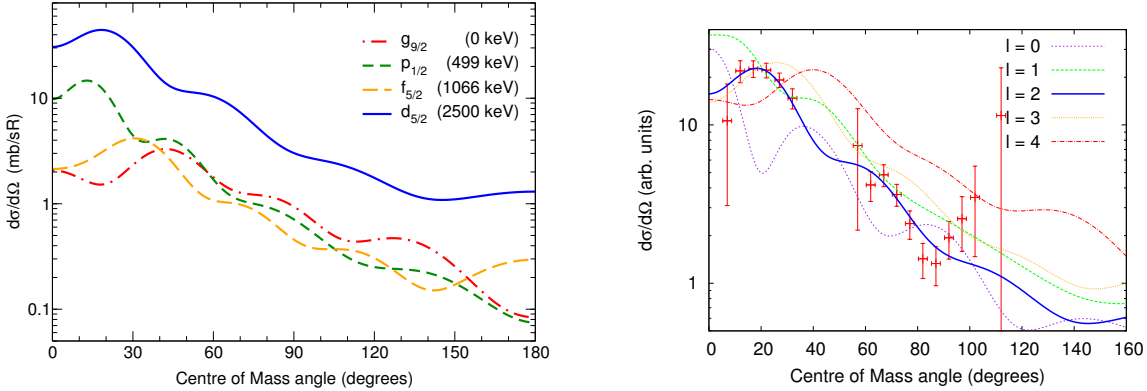 g9/2 (0 keV)
p1/2 (499 keV)
f5/2 (1066 keV)
d5/2 (2500 keV)
10
1
0.1
dσ/dΩ (mb/sR)
0 30 60 90 120 150 180
Centre of Mass angle (degrees)
l = 0
l = 1
l = 2
l = 3
l = 4
10
1
dσ/dΩ (arb. units)
0 20 40 60 80 100 120 140 160
Centre of Mass angle (degrees)